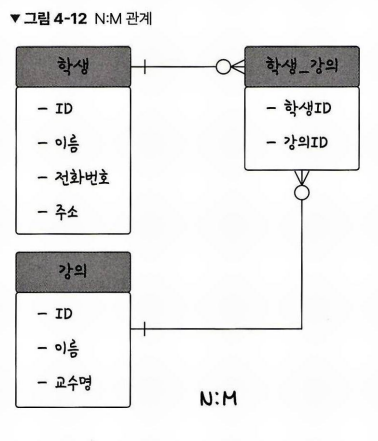 ▼ 그림 4-12 N:M 관계
학생
- ID
- 이름
- 전화번호
- 주소
학생_강의
- 학생ID
- 강의ID
강의
- ID
- 이름
- 교수명
N:M